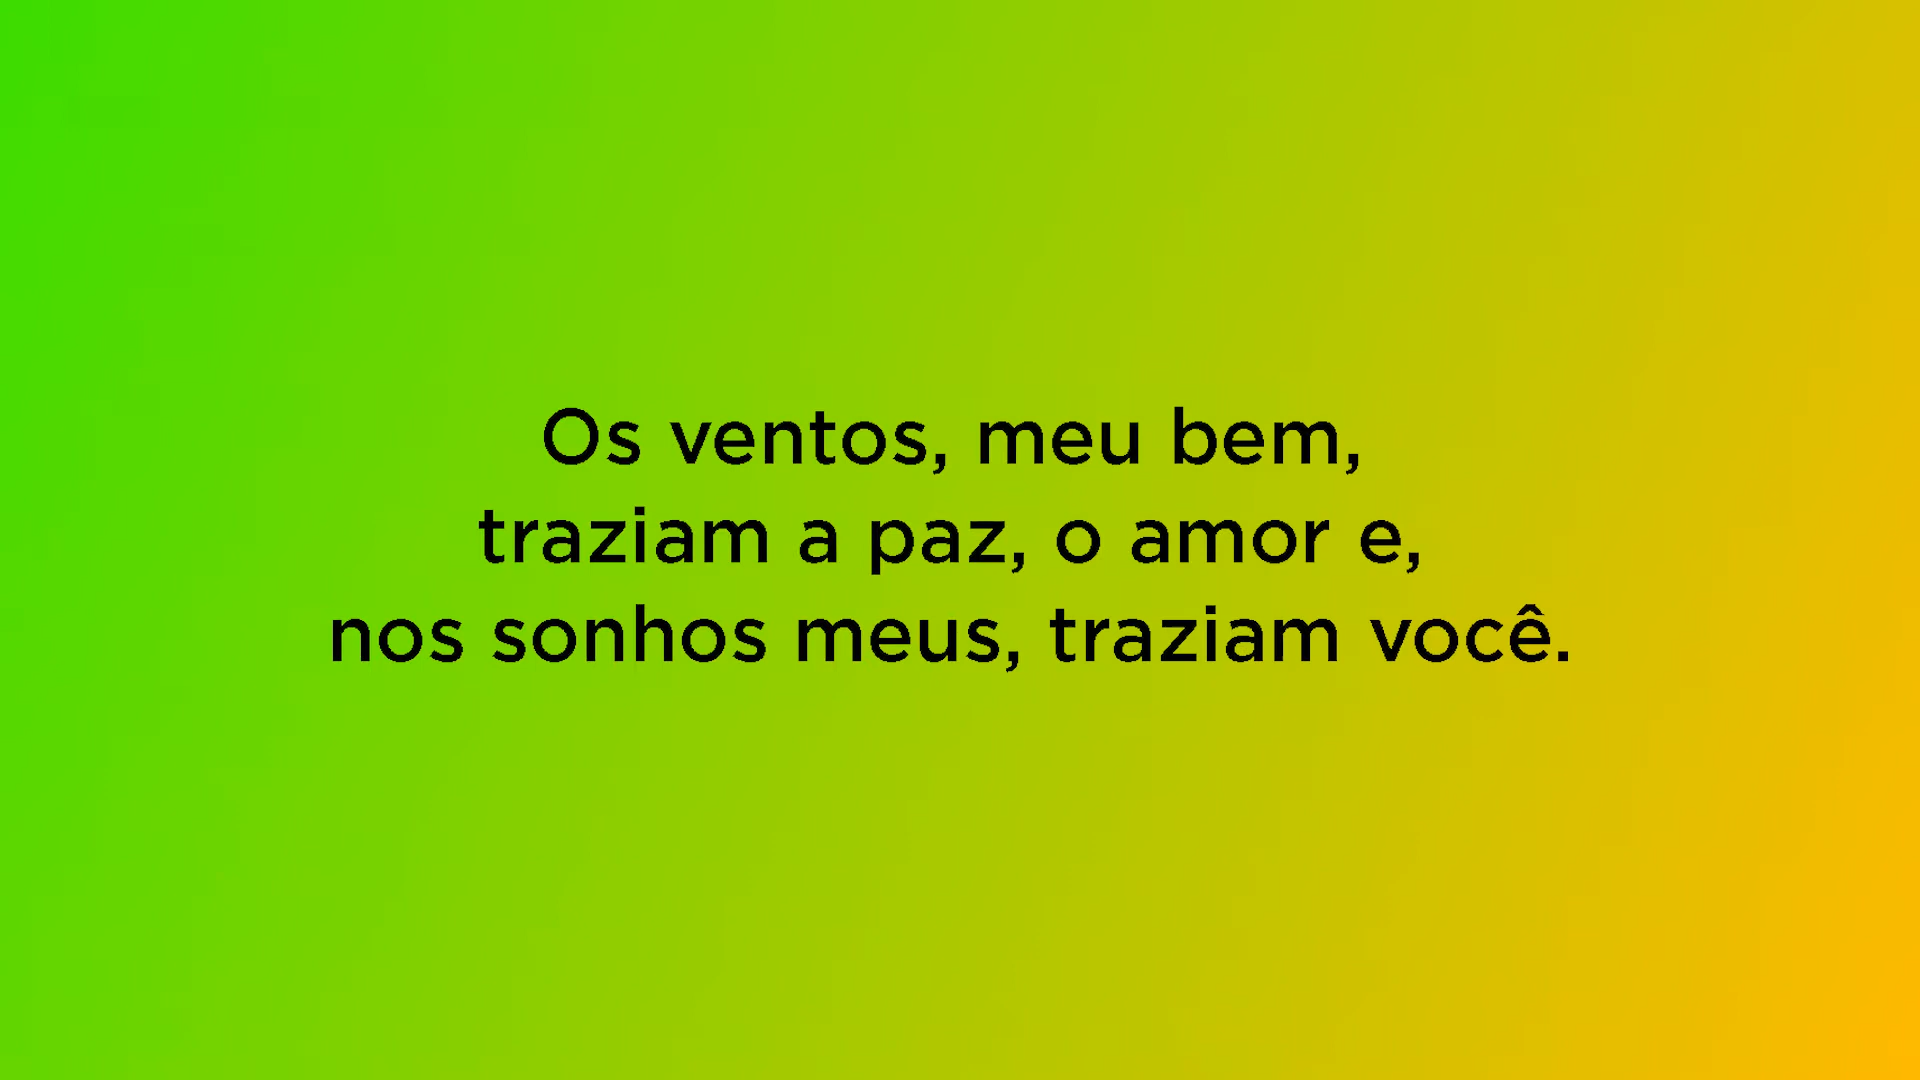 Os ventos, meu bem,
traziam a paz, o amor e,
nos sonhos meus, traziam você.